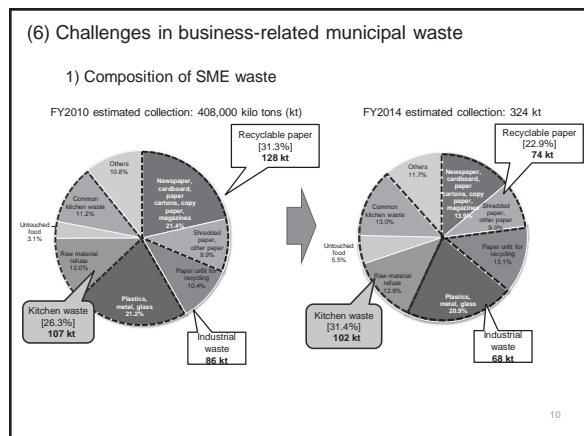 (6) Challenges in business-related municipal waste
1) Composition of SME waste
FY2010 estimated collection: 408,000 kilo tons (kt)
Recyclable paper
[31.3%]
128 kt
Others
10.8%
Newspaper,
cardboard,
paper
cartons, copy
paper,
magazines
21.4%
Common
kitchen waste
11.2%
Untouched
food
3.1%
Shredded
paper,
other paper
9.9%
Raw material
refuse
12.0%
Paper unfit for
recycling
10.4%
Plastics,
metal, glass
21.2%
Kitchen waste
[26.3%]
107 kt
Industrial
waste
86 kt
FY2014 estimated collection: 324 kt
Recyclable paper
[22.9%]
74 kt
Others
11.7%
Newspaper,
cardboard,
paper
cartons, copy
paper,
magazines
13.9%
Common
kitchen waste
13.0%
Shredded
paper,
other paper
9.0%
Untouched
food
5.5%
Paper unfit for
recycling
13.1%
Raw material
refuse
12.9%
Plastics,
metal, glass
20.9%
Kitchen waste
[31.4%]
102 kt
Industrial
waste
68 kt
10